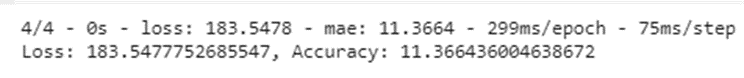 4/4 - 0s - loss: 183.5478 - mae: 11.3664 - 299ms/epoch - 75ms/step
Loss: 183.5477752685547, Accuracy: 11.366436004638672